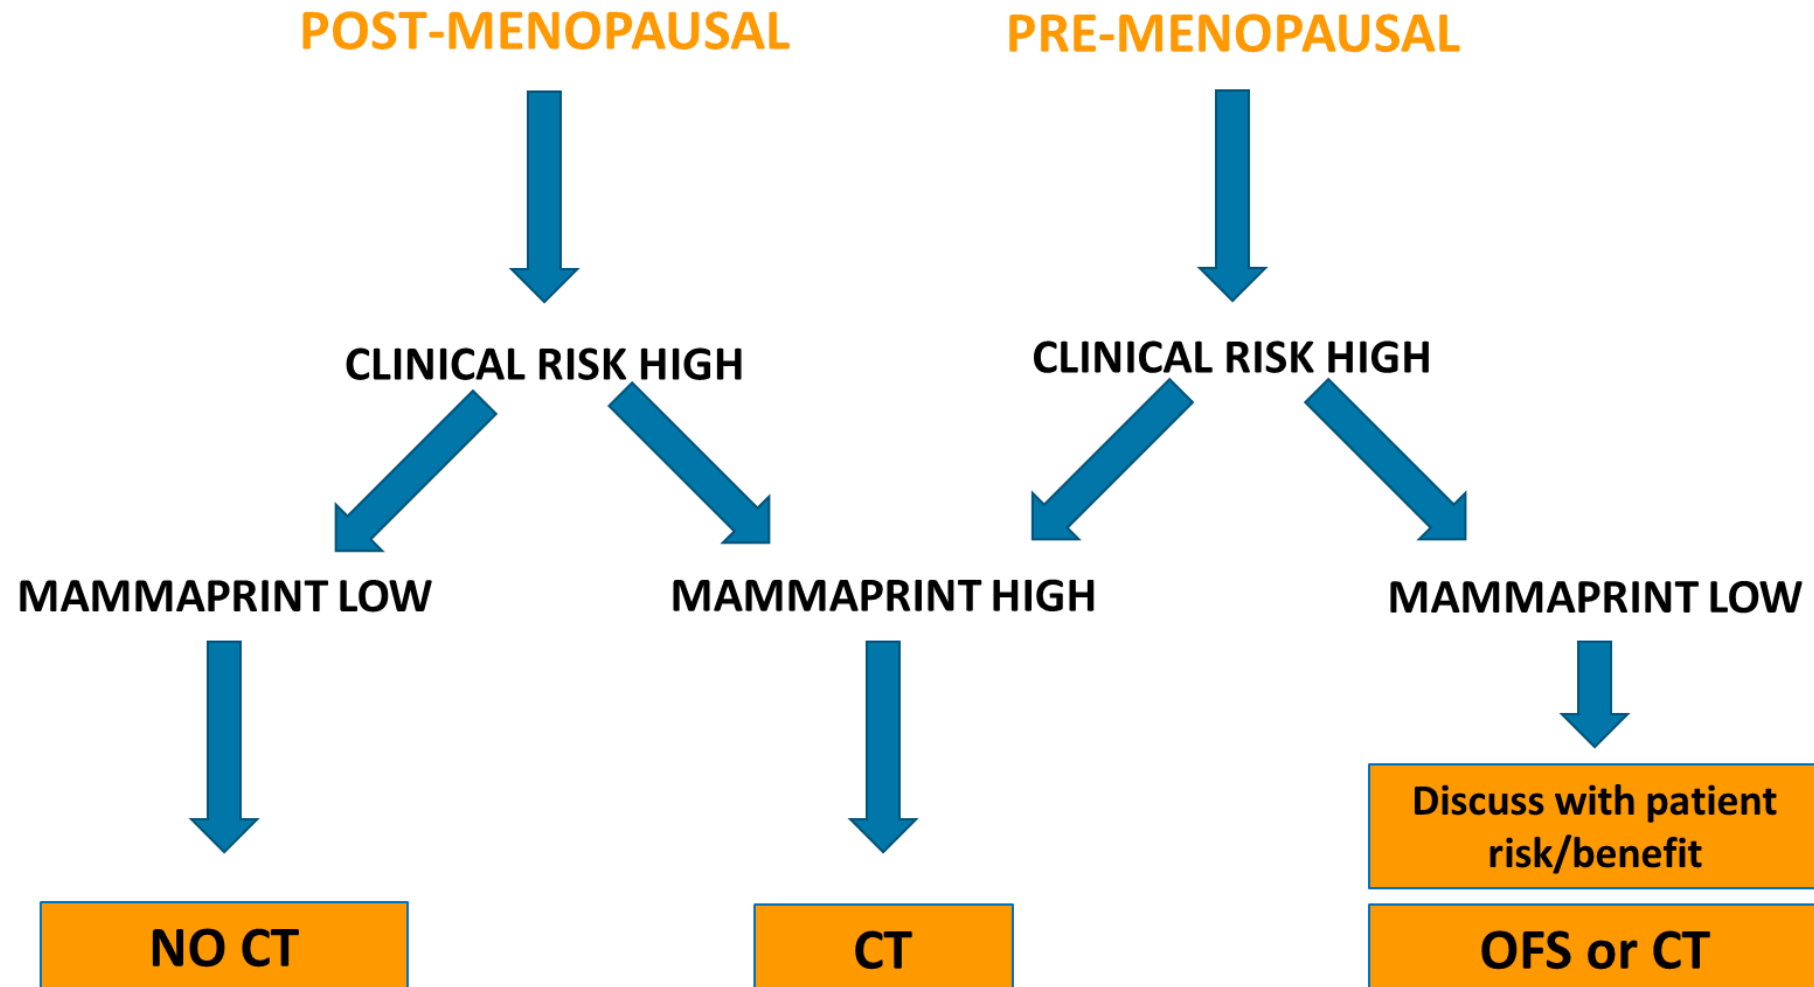 POST-MENOPAUSAL
PRE-MENOPAUSAL
CLINICAL RISK HIGH
CLINICAL RISK HIGH
MAMMAPRINT LOW
MAMMAPRINT HIGH
MAMMAPRINT LOW
Discuss with patient
risk/benefit
NO CT
CT
OFS or CT